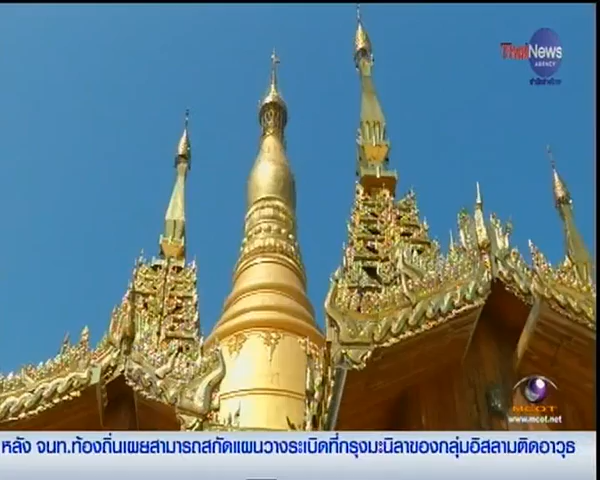 ThaiNews
AGENCY
สำนักข่าวไทย
MCOT
www.mcot.net
หลัง จนท.ท้องถิ่นเผยสามารถสกัดแผนวางระเบิดที่กรุงมะนิลาของกลุ่มอิสลามติดอาวุธ